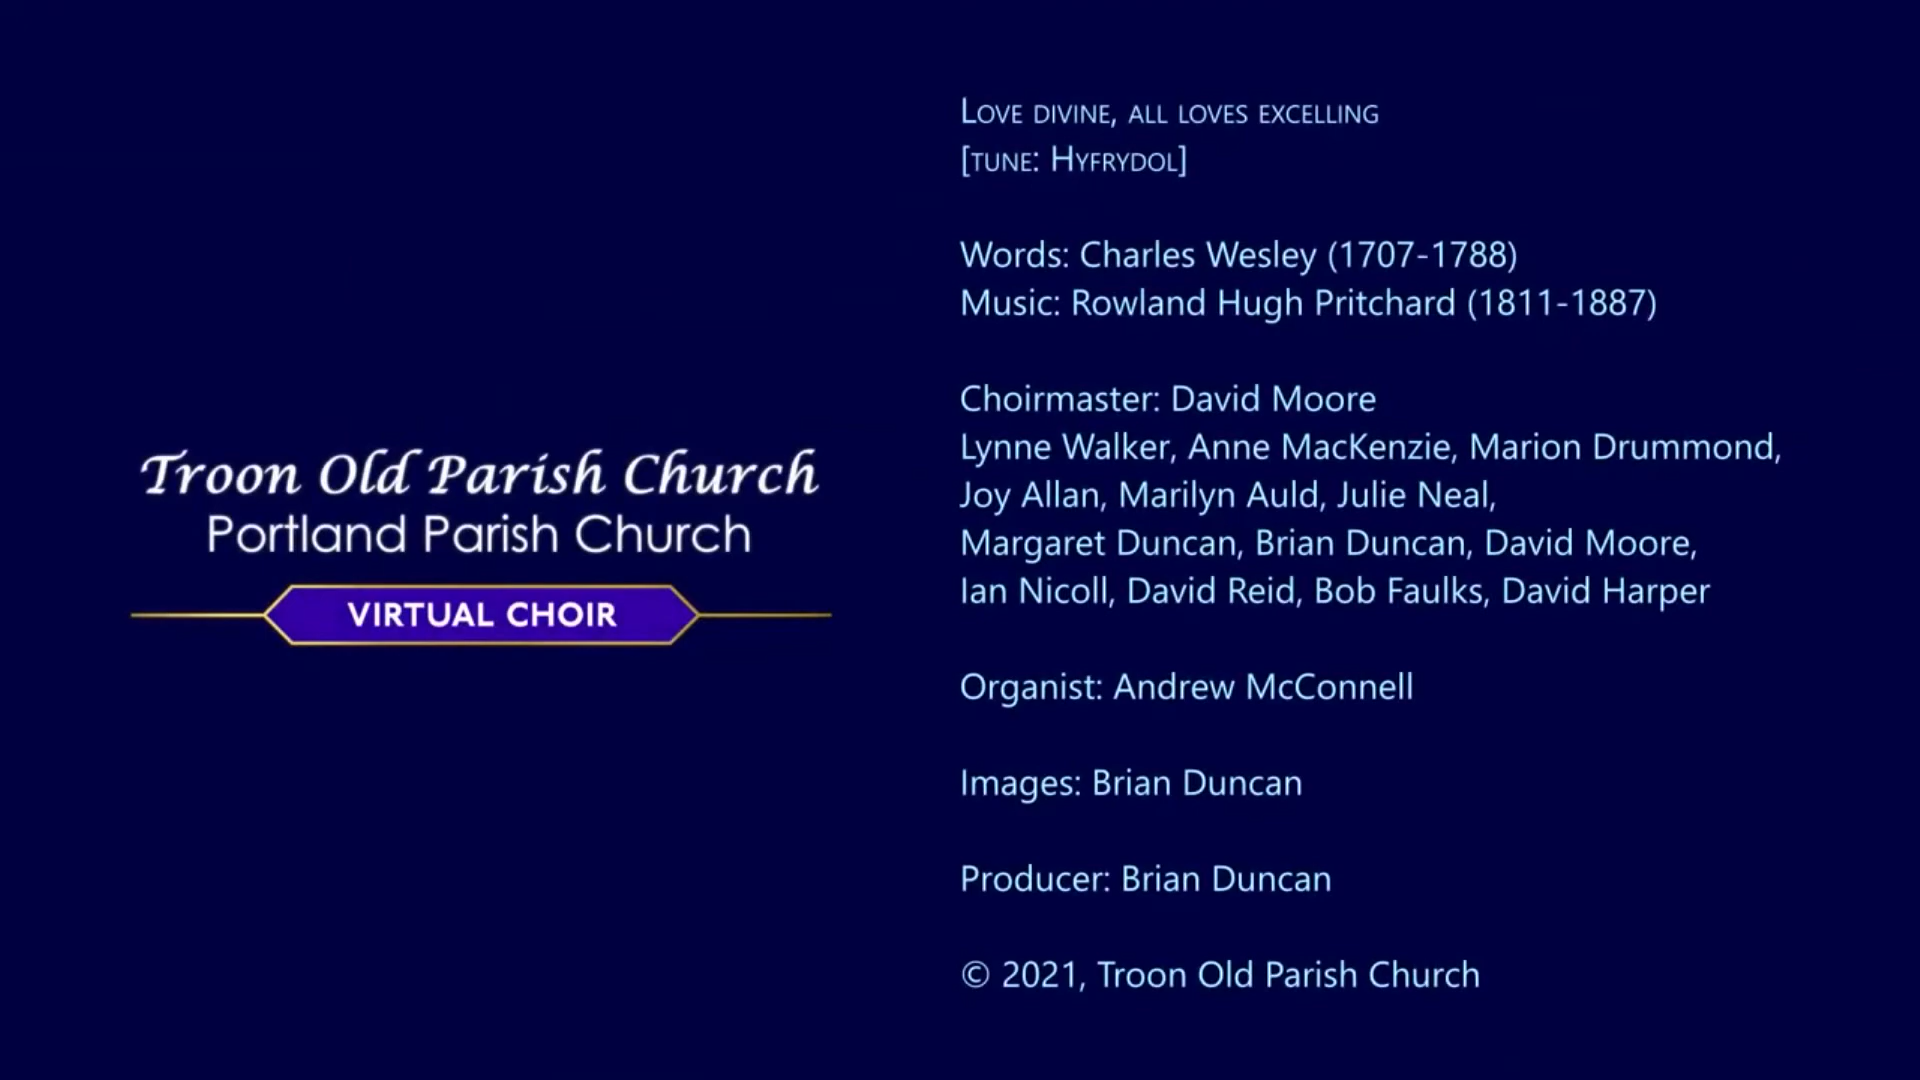 Troon Old Parish Church
Portland Parish Church
VIRTUAL CHOIR
Love divine, all loves excelling
[tune: Hyfrydol]
Words: Charles Wesley (1707-1788)
Music: Rowland Hugh Pritchard (1811-1887)
Choirmaster: David Moore
Lynne Walker, Anne MacKenzie, Marion Drummond,
Joy Allan, Marilyn Auld, Julie Neal,
Margaret Duncan, Brian Duncan, David Moore,
Ian Nicoll, David Reid, Bob Faulks, David Harper
Organist: Andrew McConnell
Images: Brian Duncan
Producer: Brian Duncan
© 2021, Troon Old Parish Church